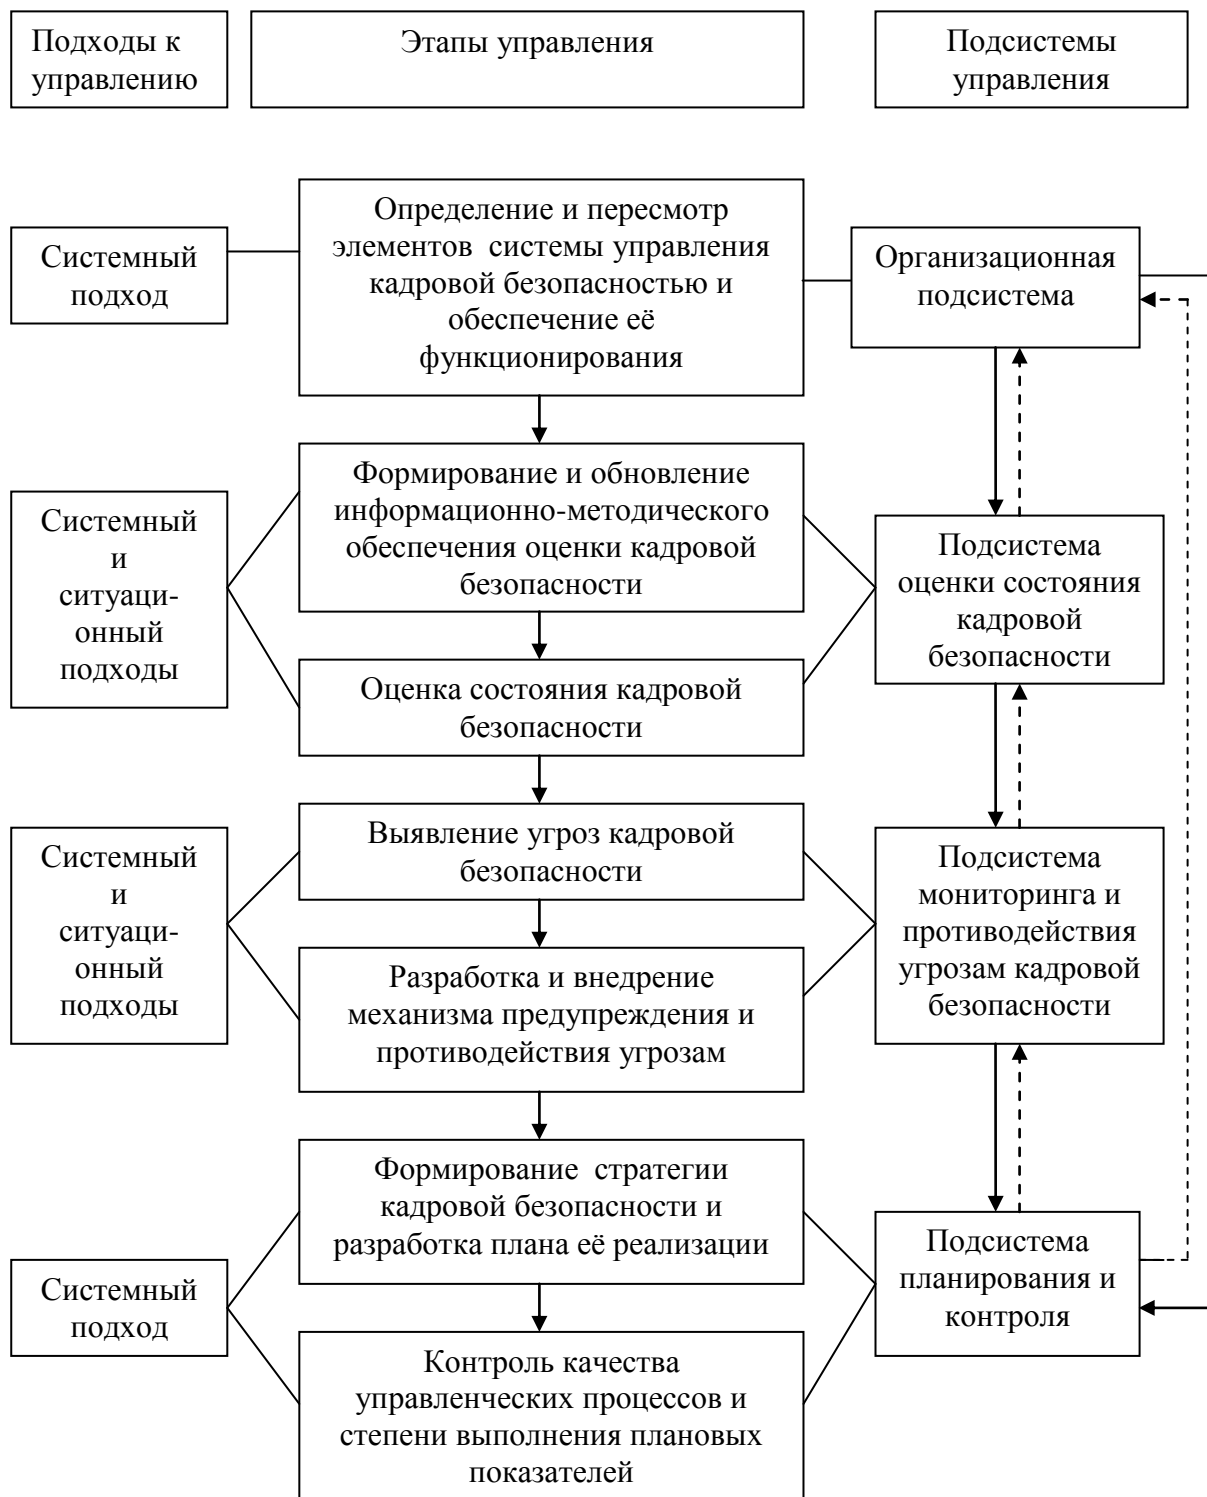 Подходы к
управлению
Этапы управления
Подсистемы
управления
Системный
подход
Определение и пересмотр
элементов системы управления
кадровой безопасностью и
обеспечение её
функционирования
Организационная
подсистема
Системный
и
ситуаци-
онный
подходы
Формирование и обновление
информационно-методического
обеспечения оценки кадровой
безопасности
Оценка состояния кадровой
безопасности
Подсистема
оценки состояния
кадровой
безопасности
Системный
и
ситуаци-
онный
подходы
Выявление угроз кадровой
безопасности
Разработка и внедрение
механизма предупреждения и
противодействия угрозам
Подсистема
мониторинга и
противодействия
угрозам кадровой
безопасности
Системный
подход
Формирование стратегии
кадровой безопасности и
разработка плана её реализации
Контроль качества
управленческих процессов и
степени выполнения плановых
показателей
Подсистема
планирования и
контроля